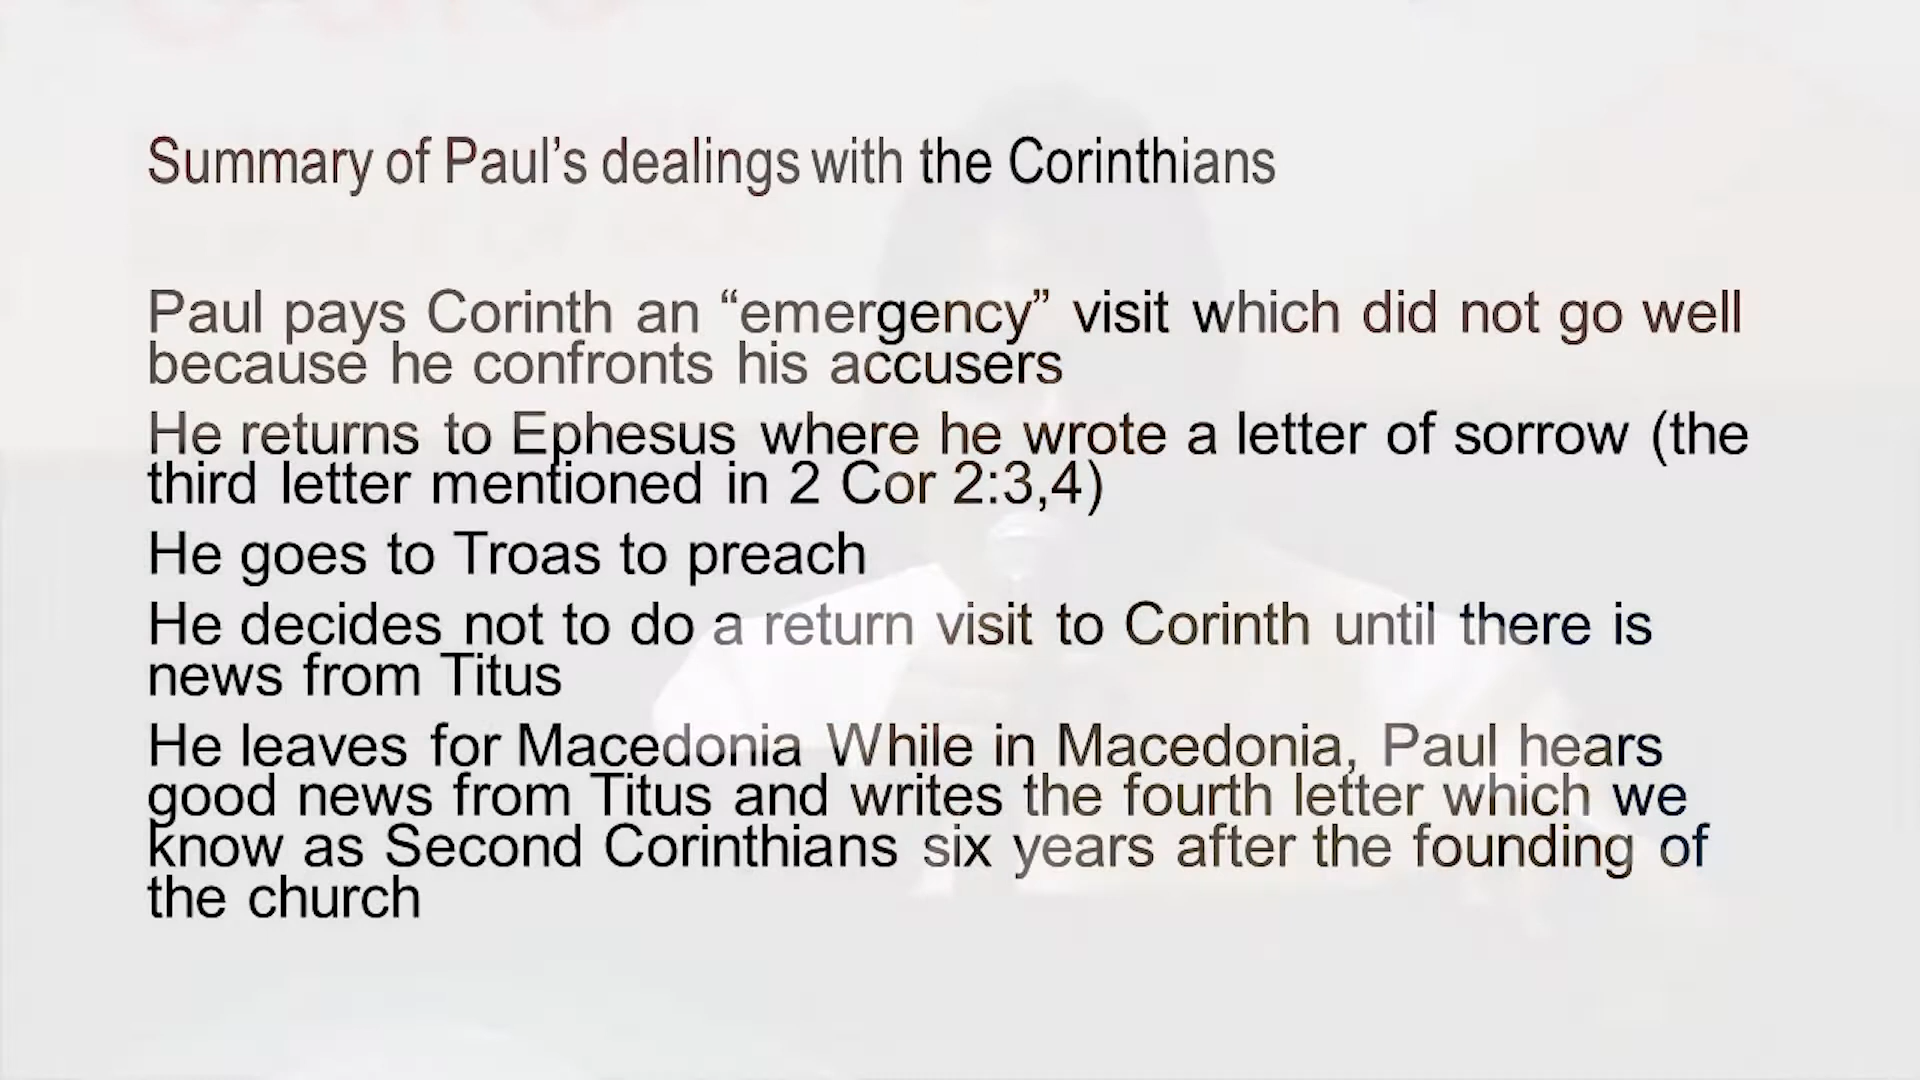 Summary of Paul’s dealings with the Corinthians
Paul pays Corinth an “emergency” visit which did not go well
because he confronts his accusers
He returns to Ephesus where he wrote a letter of sorrow (the
third letter mentioned in 2 Cor 2:3,4)
He goes to Troas to preach
He decides not to do a return visit to Corinth until there is
news from Titus
He leaves for Macedonia While in Macedonia, Paul hears
good news from Titus and writes the fourth letter which we
know as Second Corinthians six years after the founding of
the church